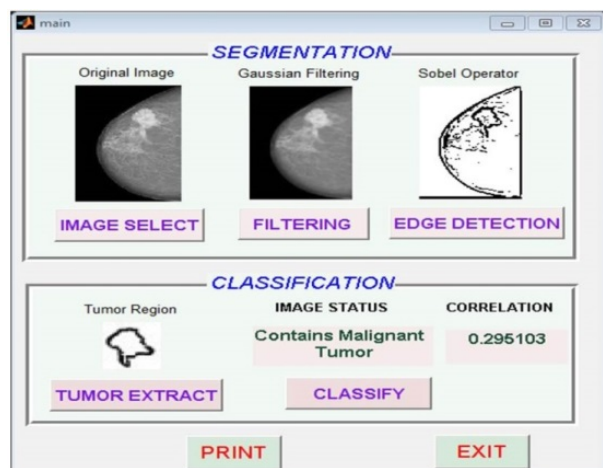 main
SEGMENTATION
Original Image Gaussian Filtering Sobel Operator
IMAGE SELECT FILTERING EDGE DETECTION
CLASSIFICATION
Tumor Region IMAGE STATUS CORRELATION
Contains Malignant
Tumor
0.295103
TUMOR EXTRACT CLASSIFY
PRINT EXIT